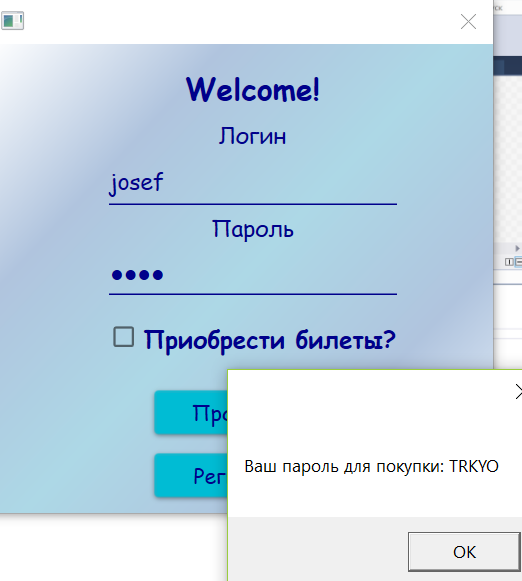 Welcome!
Логин
josef
Пароль
Приобрести билеты?
Ваш пароль для покупки: TRKYO
OK